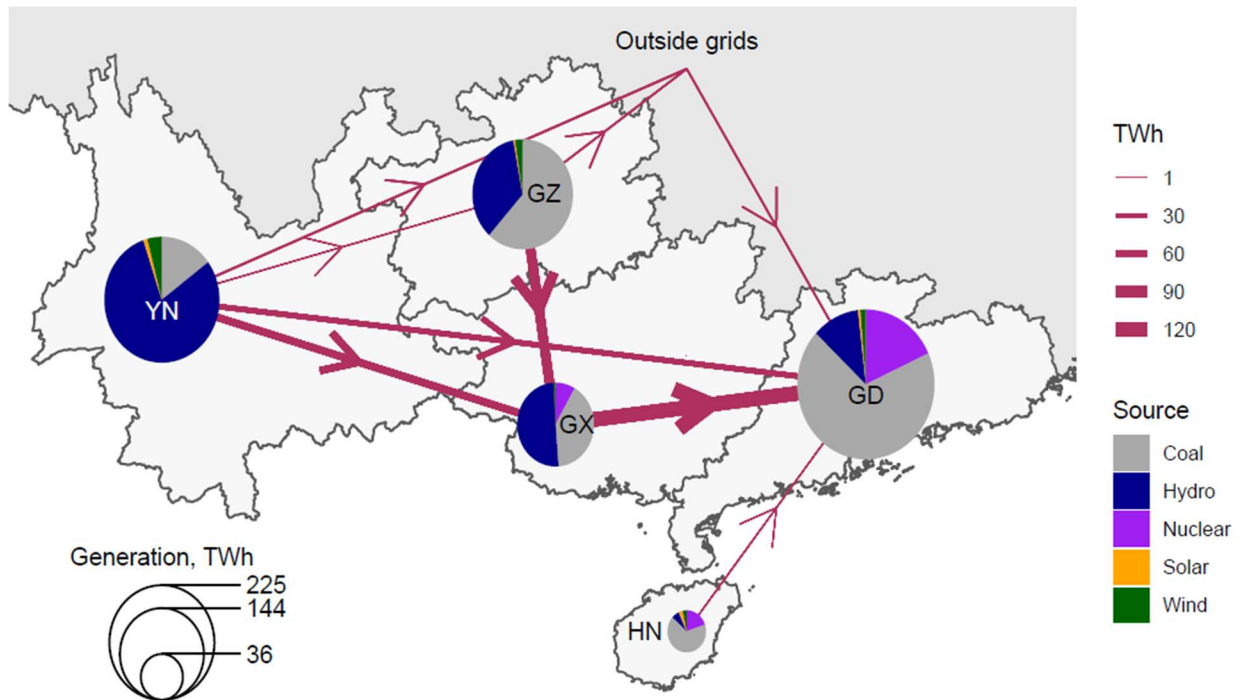 Outside grids
GZ
YN
GD
GX
HN
Generation, TWh
225
144
36
TWh
1
30
60
90
120
Source
Coal
Hydro
Nuclear
Solar
Wind